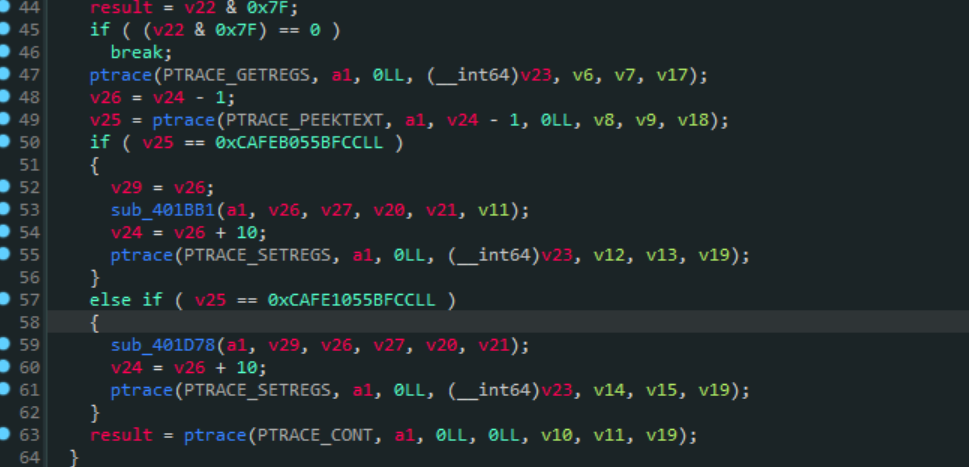 44 result = v22 & 0x7F;
45 if ( (v22 & 0x7F) == 0 )
46 break;
47 ptrace(PTRACE_GETREGS, a1, 0LL, (__int64)v23, v6, v7, v17);
48 v26 = v24 - 1;
49 v25 = ptrace(PTRACE_PEEKTEXT, a1, v24 - 1, 0LL, v8, v9, v18);
50 if ( v25 == 0xCAFEB055BFCCLL )
51 {
52 v29 = v26;
53 sub_401BB1(a1, v26, v27, v20, v21, v11);
54 v24 = v26 + 10;
55 ptrace(PTRACE_SETREGS, a1, 0LL, (__int64)v23, v12, v13, v19);
56 }
57 else if ( v25 == 0xCAFE1055BFCCLL )
58 {
59 sub_401D78(a1, v29, v26, v27, v20, v21);
60 v24 = v26 + 10;
61 ptrace(PTRACE_SETREGS, a1, 0LL, (__int64)v23, v14, v15, v19);
62 }
63 result = ptrace(PTRACE_CONT, a1, 0LL, 0LL, v10, v11, v19);
64 }